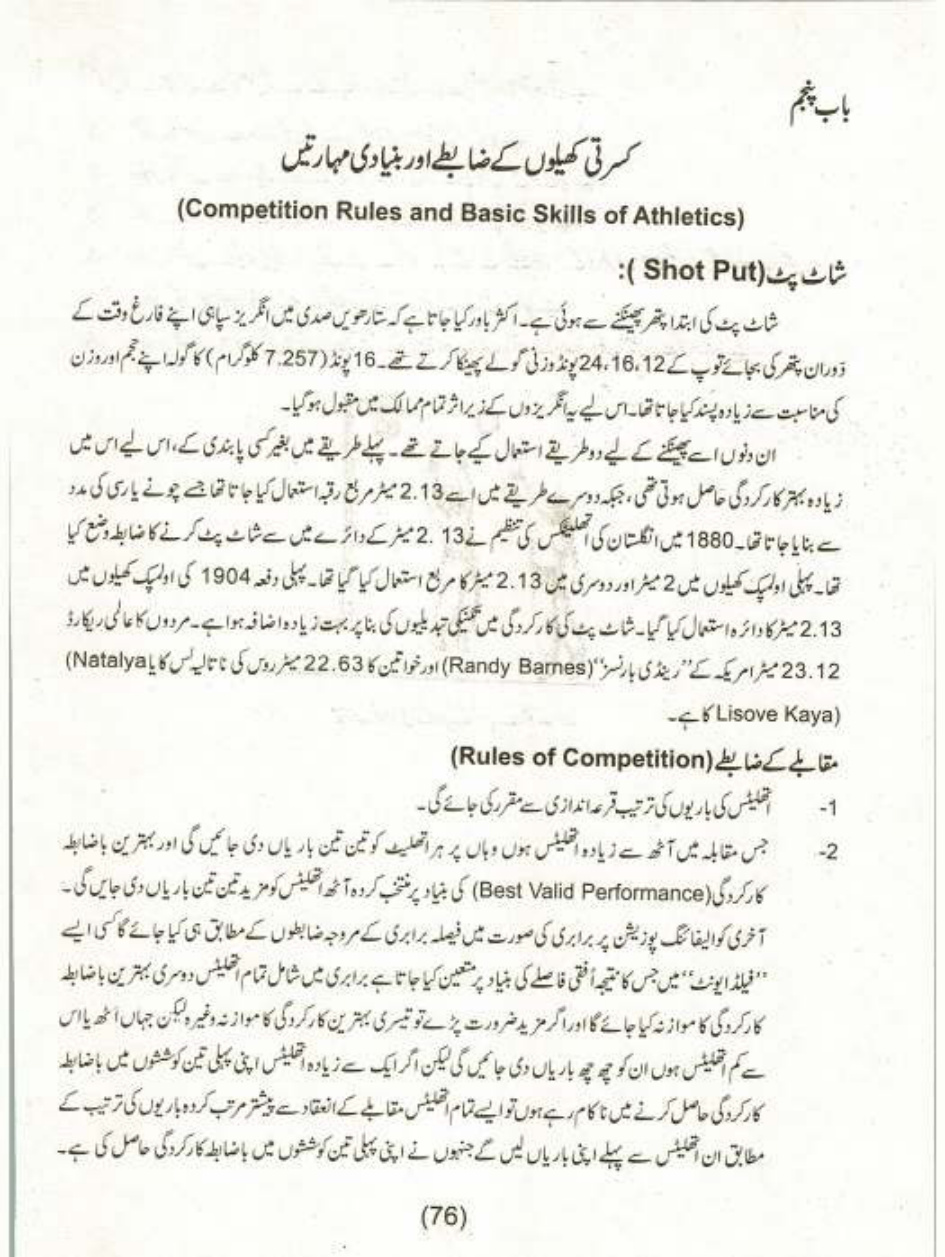 باب پنجم
کسرتی کھیلوں کے ضابطے اور بنیادی مہارتیں
(Competition Rules and Basic Skills of Athletics)
شاٹ پٹ(Shot Put ):
شاٹ پٹ کی ابتدا پتھر پھینکنے سے ہوئی ہے۔ اکثر باور کیا جاتا ہے کہ ستارھویں صدی میں انگریز سپاہی اپنے فارغ وقت کے
دَوران پتھر کی بجائے توپ کے 12،16،24 پونڈ وزنی گولے پھینکا کرتے تھے۔ 16 پونڈ (7.257 کلوگرام) کا گولہ اپنے حجم اور وزن
کی مناسبت سے زیادہ پسند کیا جاتا تھا۔ اس لیے یہ انگریزوں کے زیر اثر تمام ممالک میں مقبول ہوگیا۔
ان دنوں اسے پھینکنے کے لیے دو طریقے استعمال کیے جاتے تھے۔ پہلے طریقے میں بغیر کسی پابندی کے، اس لیے اس میں
زیادہ بہتر کارکردگی حاصل ہوتی تھی، جبکہ دوسرے طریقے میں اسے 2.13 میٹر مربع رقبہ استعمال کیا جاتا تھا جسے چونے یا رسی کی مدد
سے بنایا جاتا تھا۔ 1880 میں انگلستان کی اتھلیٹکس کی تنظیم نے 2.13 میٹر کے دائرے میں سے شاٹ پٹ کرنے کا ضابطہ وضع کیا
تھا۔ پہلی اولمپک کھیلوں میں 2 میٹر اور دوسری میں 2.13 میٹر کا مربع استعمال کیا گیا تھا۔ پہلی دفعہ 1904 کی اولمپک کھیلوں میں
2.13 میٹر کا دائرہ استعمال کیا گیا۔ شاٹ پٹ کی کارکردگی میں تکنیکی تبدیلیوں کی بنا پر بہت زیادہ اضافہ ہوا ہے۔ مردوں کا عالمی ریکارڈ
23.12 میٹر امریکہ کے ”رینڈی بارنسز“ (Randy Barnes) اور خواتین کا 22.63 میٹر روس کی ناتالیہ لس کایا (Natalya
Lisove Kaya) کا ہے۔
مقابلے کے ضابطے (Rules of Competition)
1- اتھلیٹس کی باریوں کی ترتیب قرعہ اندازی سے مقرر کی جائے گی۔
2- جس مقابلہ میں آٹھ سے زیادہ اتھلیٹس ہوں وہاں پر ہر اتھلیٹ کو تین تین باریاں دی جائیں گی اور بہترین باضابطہ
کارکردگی (Best Valid Performance) کی بنیاد پر منتخب کردہ آٹھ اتھلیٹس کو مزید تین تین باریاں دی جایں گی۔
آخری کوالیفائنگ پوزیشن پر برابری کی صورت میں فیصلہ برابری کے مروجہ ضابطوں کے مطابق ہی کیا جائے گا کسی ایسے
”فیلڈ ایونٹ“ میں جس کا نتیجہ اُفقی فاصلے کی بنیاد پر متعین کیا جاتا ہے برابری میں شامل تمام اتھلیٹس دوسری بہترین باضابطہ
کارکردگی کا موازنہ کیا جائے گا اور اگر مزید ضرورت پڑے تو تیسری بہترین کارکردگی کا موازنہ وغیرہ لیکن جہاں آٹھ یا اس
سے کم اتھلیٹس ہوں ان کو چھ چھ باریاں دی جائیں گی لیکن اگر ایک سے زیادہ اتھلیٹس اپنی پہلی تین کوششوں میں باضابطہ
کارکردگی حاصل کرنے میں ناکام رہے ہوں تو ایسے تمام اتھلیٹس مقابلے کے انعقاد سے پیشتر مرتب کردہ باریوں کی ترتیب کے
مطابق ان اتھلیٹس سے پہلے اپنی باریاں لیں گے جنہوں نے اپنی پہلی تین کوششوں میں باضابطہ کارکردگی حاصل کی ہے۔
(76)